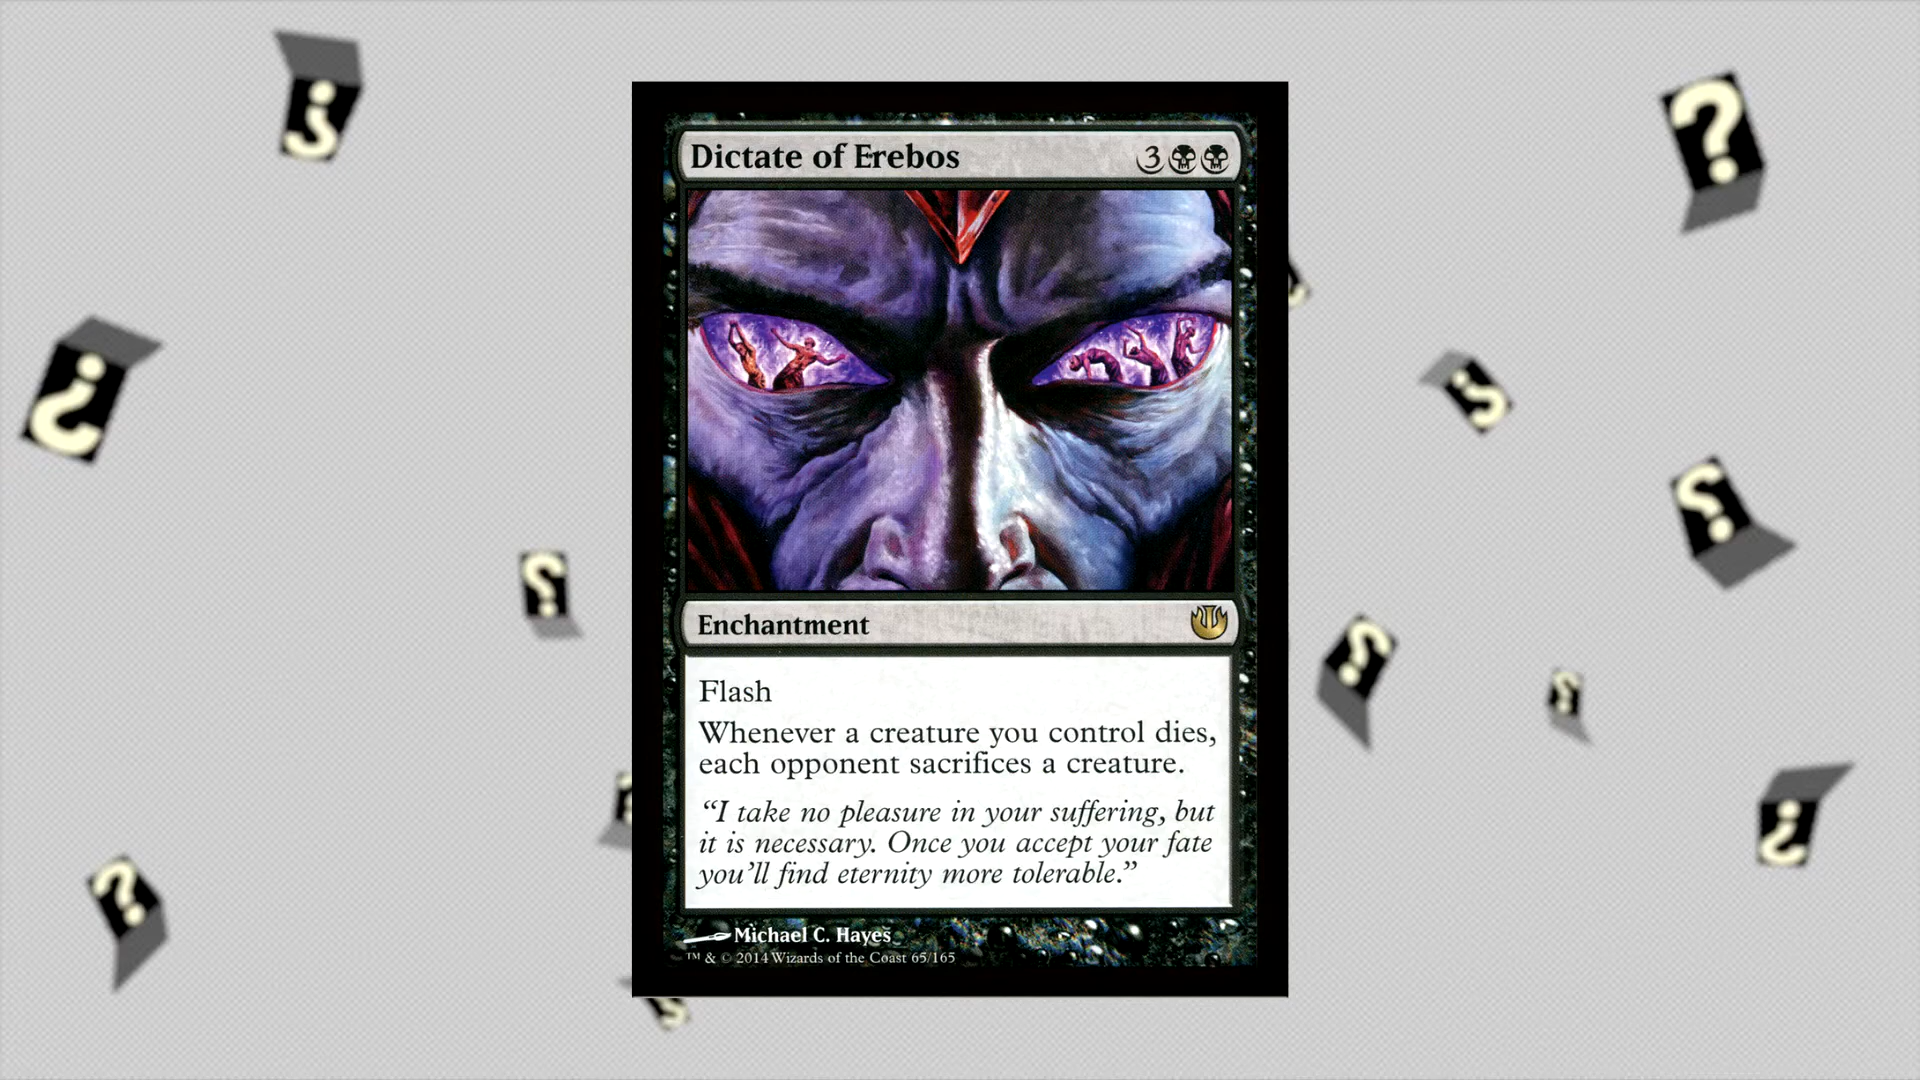 Dictate of Erebos 3
Enchantment
Flash
Whenever a creature you control dies,
each opponent sacrifices a creature.
“I take no pleasure in your suffering, but
it is necessary. Once you accept your fate
you’ll find eternity more tolerable.”
Michael C. Hayes
™ & © 2014 Wizards of the Coast 65/165
?
?
?
?
?
?
?
?
?
?
?